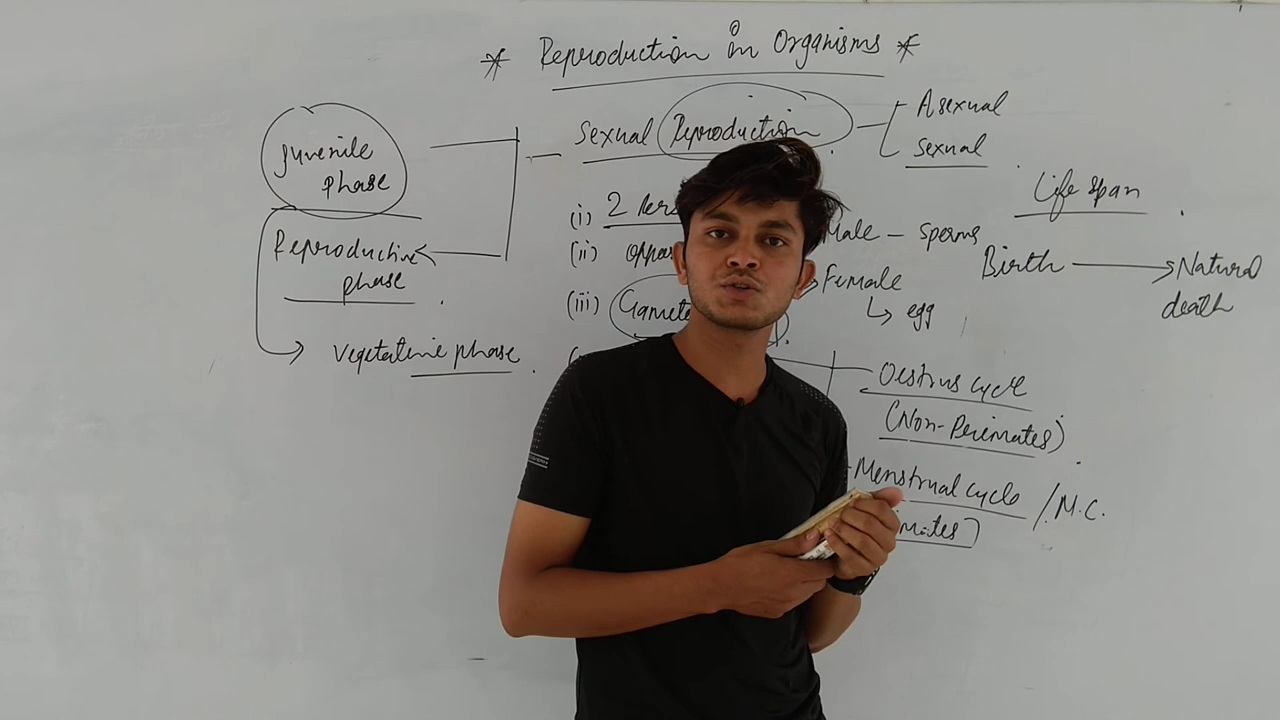 * Reproduction in Organisms *
Juvenile
phase
Reproductive
phase
Vegetative phase
Sexual Reproduction
Asexual
Sexual
(i) 2
(ii)
(iii)
Male - Sperms
Female
egg
Life span
Birth Natural
death
Oestrus cycle
(Non-Perimates)
Menstrual cycle / M.C.